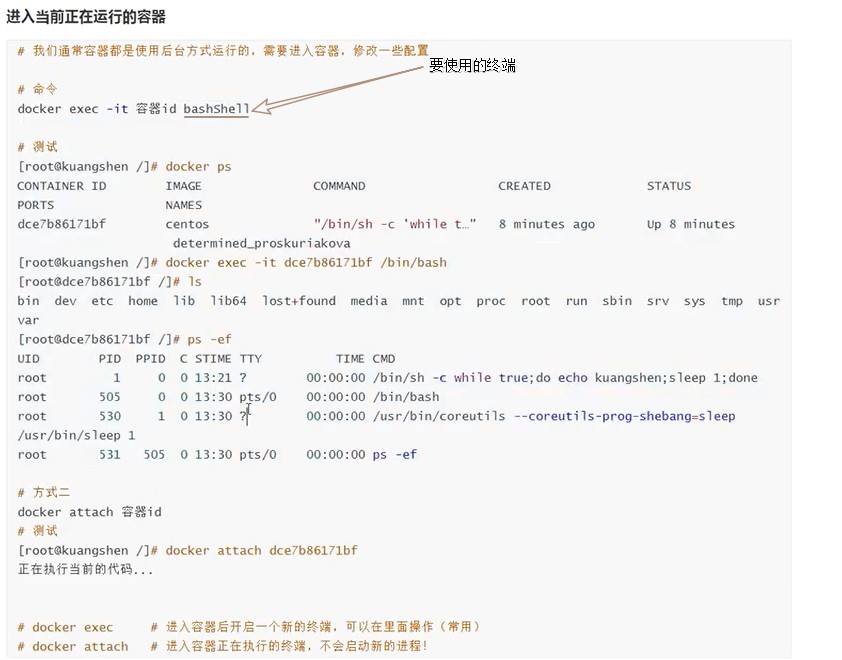 进入当前正在运行的容器
# 我们通常容器都是使用后台方式运行的，需要进入容器，修改一些配置
要使用的终端
# 命令
docker exec -it 容器id bashShell
# 测试
[root@kuangshen /]# docker ps
CONTAINER ID IMAGE COMMAND CREATED STATUS
PORTS NAMES
dce7b86171bf centos "/bin/sh -c 'while t…" 8 minutes ago Up 8 minutes
determined_proskuriakova
[root@kuangshen /]# docker exec -it dce7b86171bf /bin/bash
[root@dce7b86171bf /]# ls
bin dev etc home lib lib64 lost+found media mnt opt proc root run sbin srv sys tmp usr
var
[root@dce7b86171bf /]# ps -ef
UID PID PPID C STIME TTY TIME CMD
root 1 0 0 13:21 ? 00:00:00 /bin/sh -c while true;do echo kuangshen;sleep 1;done
root 505 0 0 13:30 pts/0 00:00:00 /bin/bash
root 530 1 0 13:30 ? 00:00:00 /usr/bin/coreutils --coreutils-prog-shebang=sleep
/usr/bin/sleep 1
root 531 505 0 13:30 pts/0 00:00:00 ps -ef
# 方式二
docker attach 容器id
# 测试
[root@kuangshen /]# docker attach dce7b86171bf
正在执行当前的代码...
# docker exec # 进入容器后开启一个新的终端，可以在里面操作（常用）
# docker attach # 进入容器正在执行的终端，不会启动新的进程！